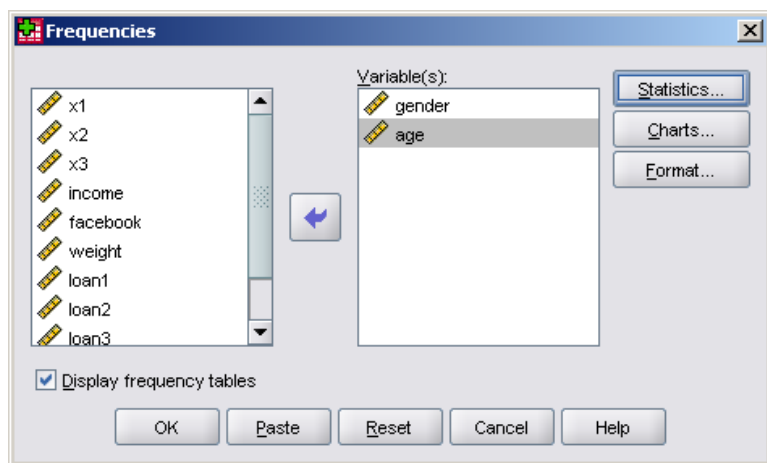 Frequencies
x1
x2
x3
income
facebook
weight
loan1
loan2
loan3
Variable(s):
gender
age
Statistics...
Charts...
Format...
Display frequency tables
OK
Paste
Reset
Cancel
Help